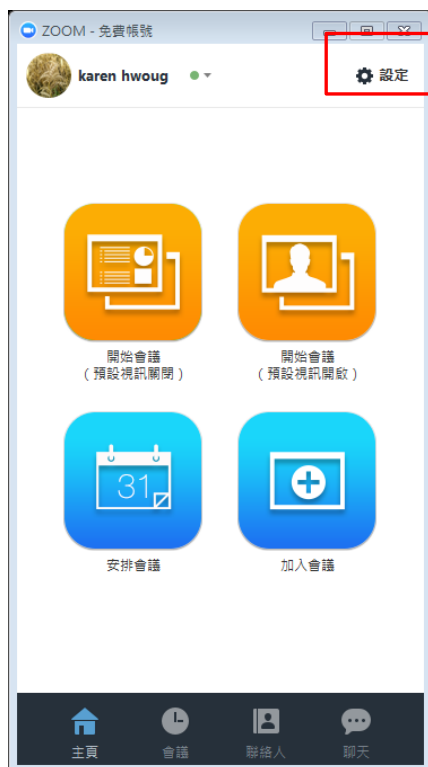 ZOOM - 免費帳號
karen hwoug
設定
開始會議
( 預設視訊關閉 )
開始會議
( 預設視訊開啟 )
31
安排會議
加入會議
主頁
會議
聯絡人
聊天